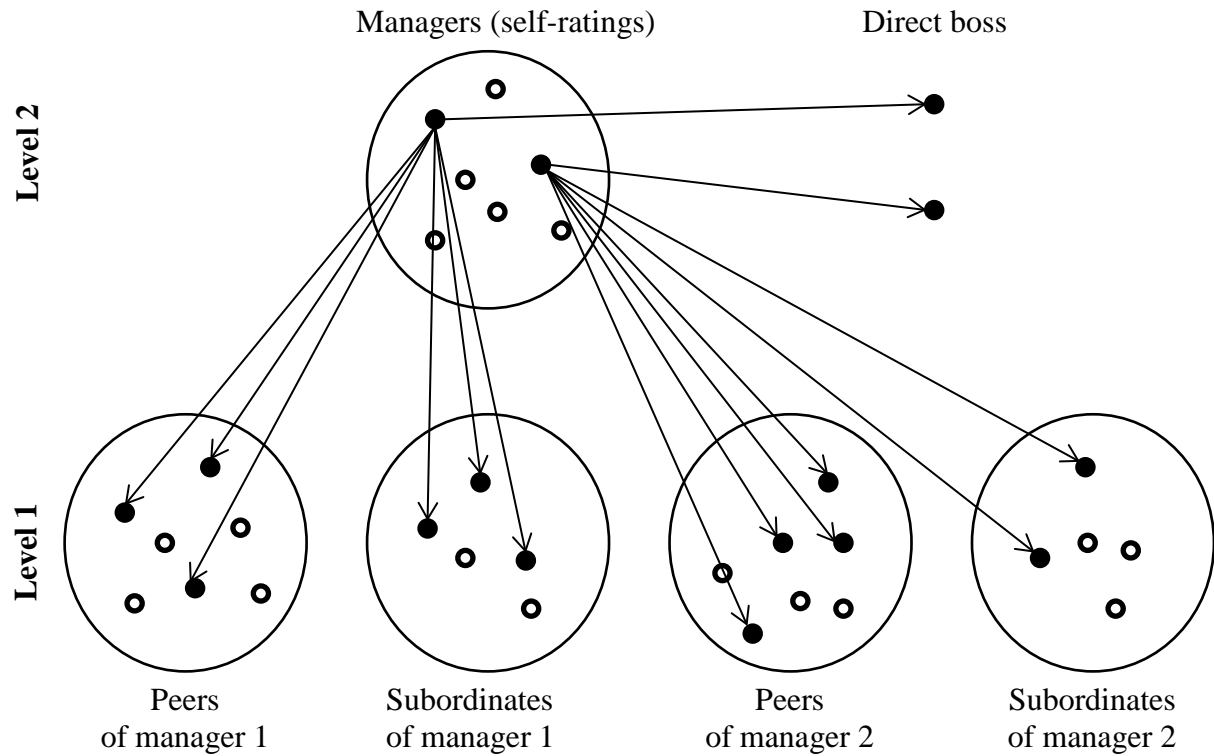 Managers (self-ratings)
Direct boss
Level 2
Level 1
Peers
of manager 1
Subordinates
of manager 1
Peers
of manager 2
Subordinates
of manager 2